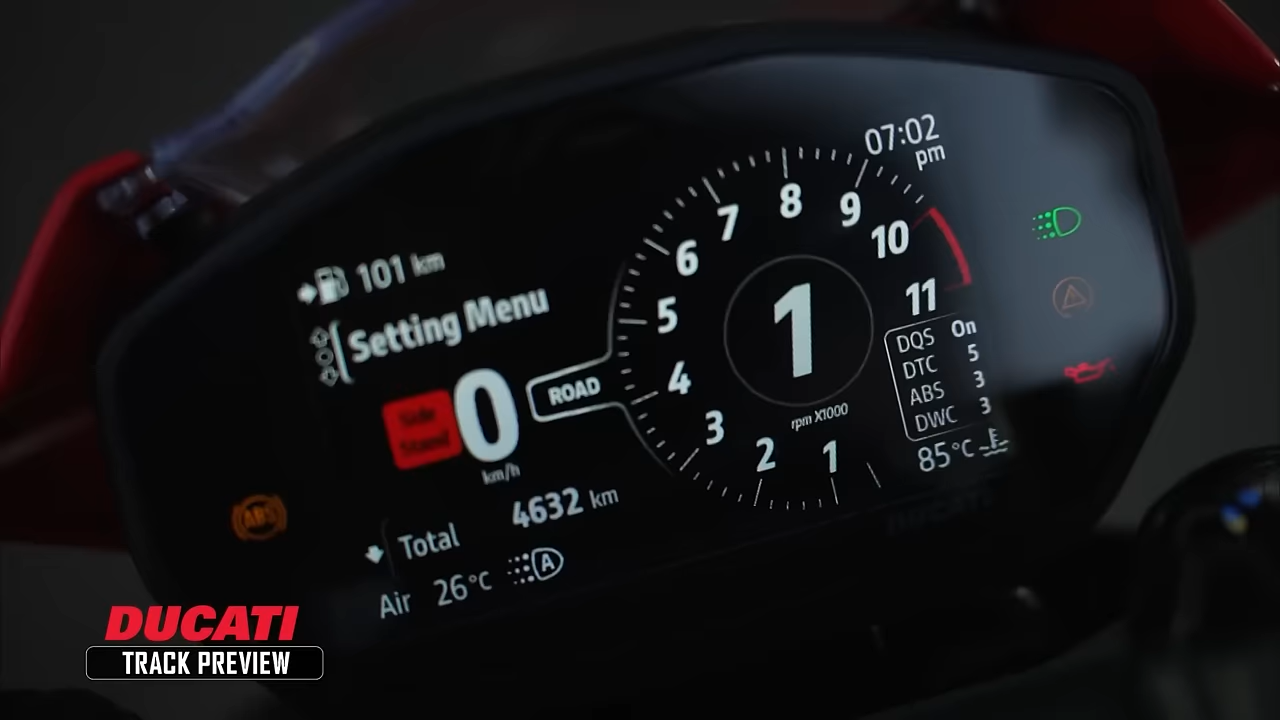 07:02
pm
101 km
Setting Menu
Side
Stand
0
km/h
ROAD
4632 km
Total
Air 26°C
A
ABS
1
2
3
4
5
6
7
8
9
10
11
1
rpm X1000
DQS On
DTC 5
ABS 3
DWC 3
85°C
DUCATI
DUCATI
TRACK PREVIEW